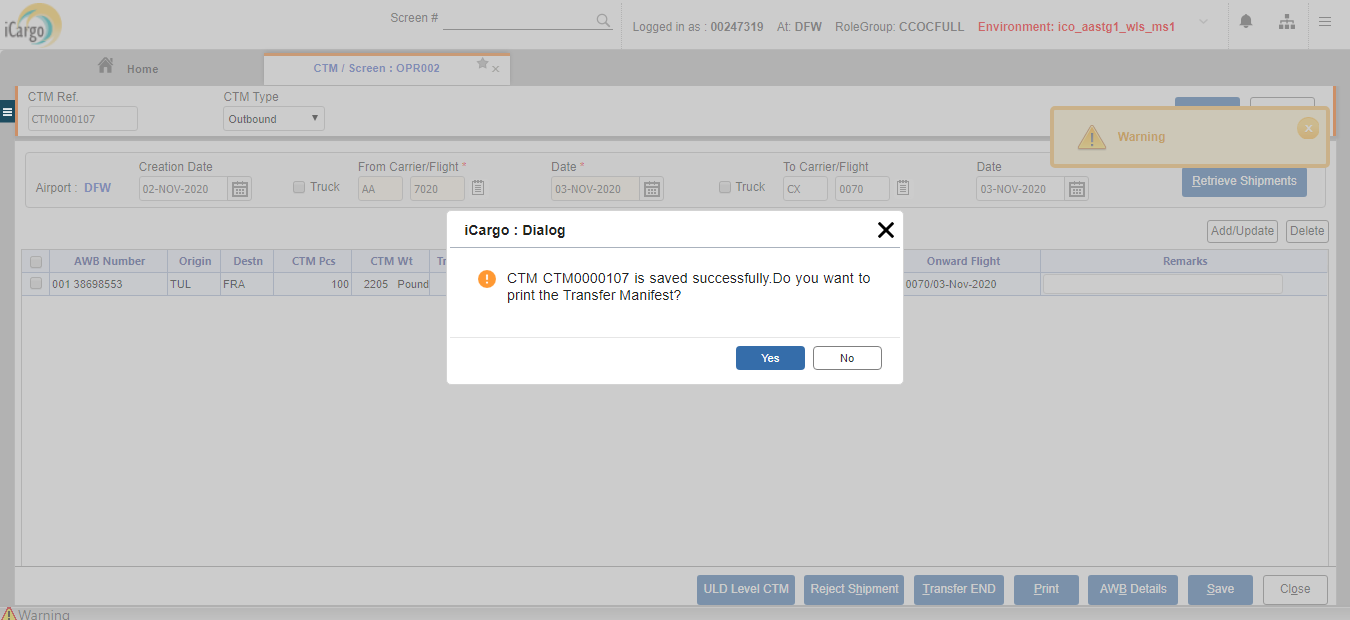 iCargo
Screen #
Logged in as : 00247319 At: DFW RoleGroup: CCOCFULL Environment: ico_aastg1_wls_ms1
Home
CTM / Screen : OPR002
CTM Ref.
CTM Type
CTM0000107
Outbound
Warning
Creation Date
From Carrier/Flight *
Date *
To Carrier/Flight
Date
Airport : DFW
02-NOV-2020
Truck
AA
7020
03-NOV-2020
Truck
CX
0070
03-NOV-2020
Retrieve Shipments
iCargo : Dialog
Add/Update
Delete
AWB Number
Origin
Destn
CTM Pcs
CTM Wt
Onward Flight
Remarks
001 38698553
TUL
FRA
100
2205 Pound
0070/03-Nov-2020
CTM CTM0000107 is saved successfully.Do you want to
print the Transfer Manifest?
Yes
No
ULD Level CTM
Reject Shipment
Transfer END
Print
AWB Details
Save
Close
Warning